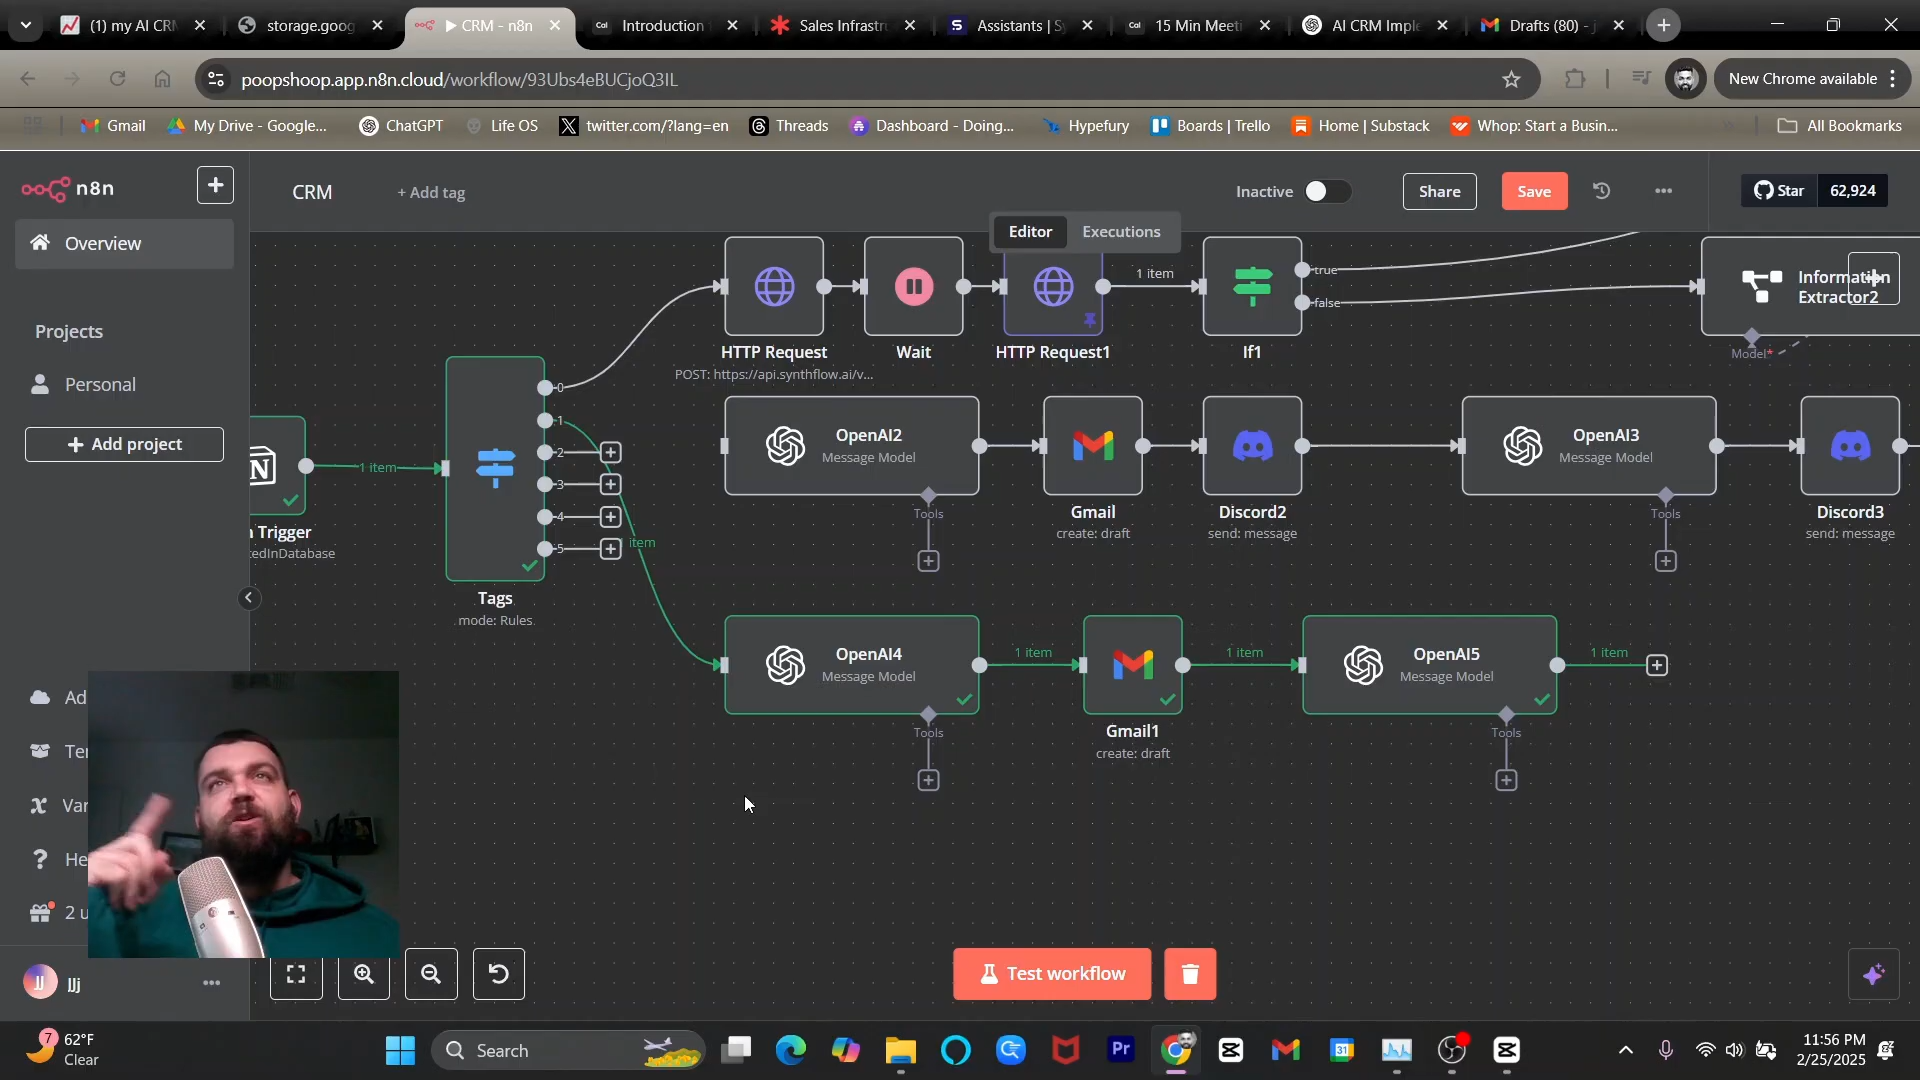 (1) my AI CRM
storage.goog
▶ CRM - n8n
Introduction
Sales Infrastr
Assistants | Sy
15 Min Meeti
AI CRM Imple
Drafts (80) - j
poopshoop.app.n8n.cloud/workflow/93Ubs4eBUCjoQ3IL
New Chrome available
Gmail
My Drive - Google...
ChatGPT
Life OS
twitter.com/?lang=en
Threads
Dashboard - Doing...
Hypefury
Boards | Trello
Home | Substack
Whop: Start a Busin...
All Bookmarks
n8n
CRM
+ Add tag
Inactive
Share
Save
Star
62,924
Editor
Executions
Overview
Projects
Personal
+ Add project
1 item
true
false
Information
Extractor2
Model*
HTTP Request
POST: https://api.synthflow.ai/v...
Wait
HTTP Request1
If1
0
1
2
3
4
5
1 item
n Trigger
edInDatabase
Tags
mode: Rules
item
OpenAI2
Message Model
Tools
Gmail
create: draft
Discord2
send: message
OpenAI3
Message Model
Tools
Discord3
send: message
OpenAI4
Message Model
Tools
1 item
Gmail1
create: draft
1 item
OpenAI5
Message Model
Tools
1 item
Ad
Te
Var
He
2 u
JJ
JJj
Test workflow
7
62°F
Clear
Search
Pr
31
11:56 PM
2/25/2025